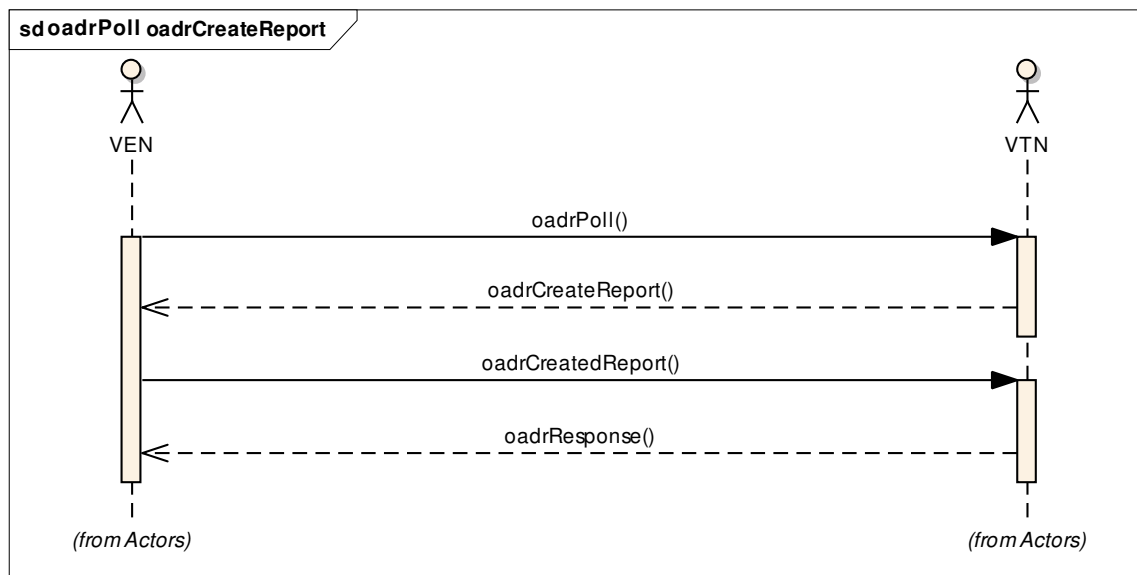 sd oadrPoll oadrCreateReport
VEN
VTN
oadrPoll()
oadrCreateReport()
oadrCreatedReport()
oadrResponse()
(from Actors)
(from Actors)